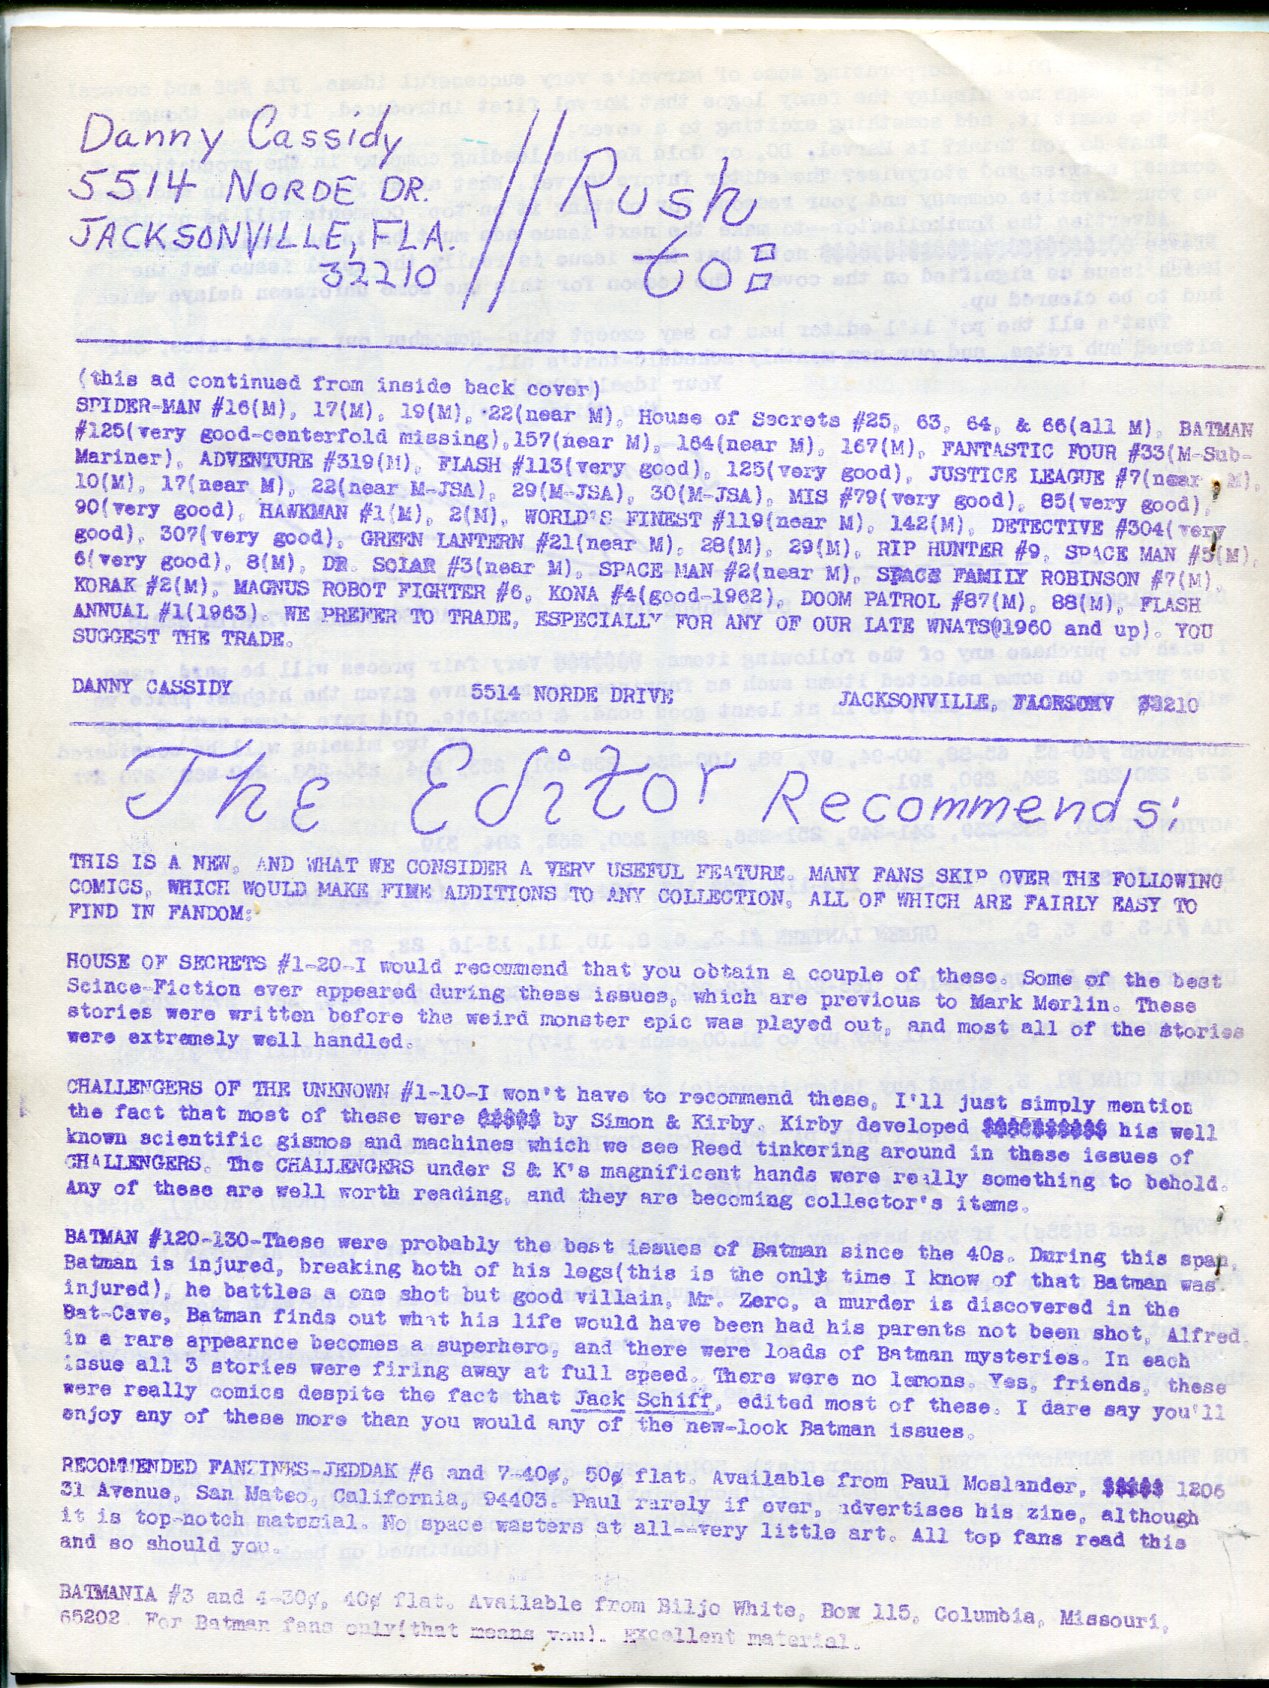 Danny Cassidy
5514 NORDE DR.
JACKSONVILLE, FLA.
32210
Rush
to:
(this ad continued from inside back cover)
SPIDER-MAN #16(M), 17(M), 19(M), 22(near M), House of Secrets #25, 63, 64, & 66(all M), BATMAN
#125(very good-centerfold missing),157(near M), 164(near M), 167(M), FANTASTIC FOUR #33(M-Sub-
Mariner), ADVENTURE #319(M), FLASH #113(very good), 125(very good), JUSTICE LEAGUE #7(near M),
10(M), 17(near M), 22(near M-JSA), 29(M-JSA), 30(M-JSA), MIS #79(very good), 85(very good),
90(very good), HAWKMAN #1(M), 2(M), WORLD'S FINEST #119(near M), 142(M), DETECTIVE #304(very
good), 307(very good), GREEN LANTERN #21(near M), 28(M), 29(M), RIP HUNTER #9, SPACE MAN #5(M),
6(very good), 8(M), DR. SOLAR #3(near M), SPACE MAN #2(near M), SPACE FAMILY ROBINSON #7(M),
KORAK #2(M), MAGNUS ROBOT FIGHTER #6, KONA #4(good-1962), DOOM PATROL #87(M), 88(M), FLASH
ANNUAL #1(1963). WE PREFER TO TRADE, ESPECIALLY FOR ANY OF OUR LATE WNATS(1960 and up). YOU
SUGGEST THE TRADE.
DANNY CASSIDY 5514 NORDE DRIVE JACKSONVILLE, 32210
The Editor Recommends:
THIS IS A NEW, AND WHAT WE CONSIDER A VERY USEFUL FEATURE. MANY FANS SKIP OVER THE FOLLOWING
COMICS, WHICH WOULD MAKE FINE ADDITIONS TO ANY COLLECTION, ALL OF WHICH ARE FAIRLY EASY TO
FIND IN FANDOM:
HOUSE OF SECRETS #1-20-I would recommend that you obtain a couple of these. Some of the best
Scince-Fiction ever appeared during these issues, which are previous to Mark Merlin. These
stories were written before the weird monster epic was played out, and most all of the stories
were extremely well handled.
CHALLENGERS OF THE UNKNOWN #1-10-I won't have to recommend these, I'll just simply mention
the fact that most of these were by Simon & Kirby. Kirby developed his well
known scientific gismos and machines which we see Reed tinkering around in these issues of
CHALLENGERS. The CHALLENGERS under S & K's magnificent hands were really something to behold.
Any of these are well worth reading, and they are becoming collector's items.
BATMAN #120-130-These were probably the best issues of Batman since the 40s. During this span,
Batman is injured, breaking both of his legs(this is the only time I know of that Batman was
injured), he battles a one shot but good villain, Mr. Zero, a murder is discovered in the
Bat-Cave, Batman finds out what his life would have been had his parents not been shot, Alfred,
in a rare appearnce becomes a superhero, and there were loads of Batman mysteries. In each
issue all 3 stories were firing away at full speed. There were no lemons. Yes, friends, these
were really comics despite the fact that Jack Schiff, edited most of these. I dare say you'll
enjoy any of these more than you would any of the new-look Batman issues.
RECOMMENDED FANZINES-JEDDAK #6 and 7-40¢, 50¢ flat. Available from Paul Moslander, 1206
31 Avenue, San Mateo, California, 94403. Paul rarely if ever, advertises his zine, although
it is top-notch material. No space wasters at all--very little art. All top fans read this
and so should you.
BATMANIA #3 and 4-30¢, 40¢ flat. Available from Biljo White, Box 115, Columbia, Missouri,
65202 For Batman fans only(that means you). Excellent material.